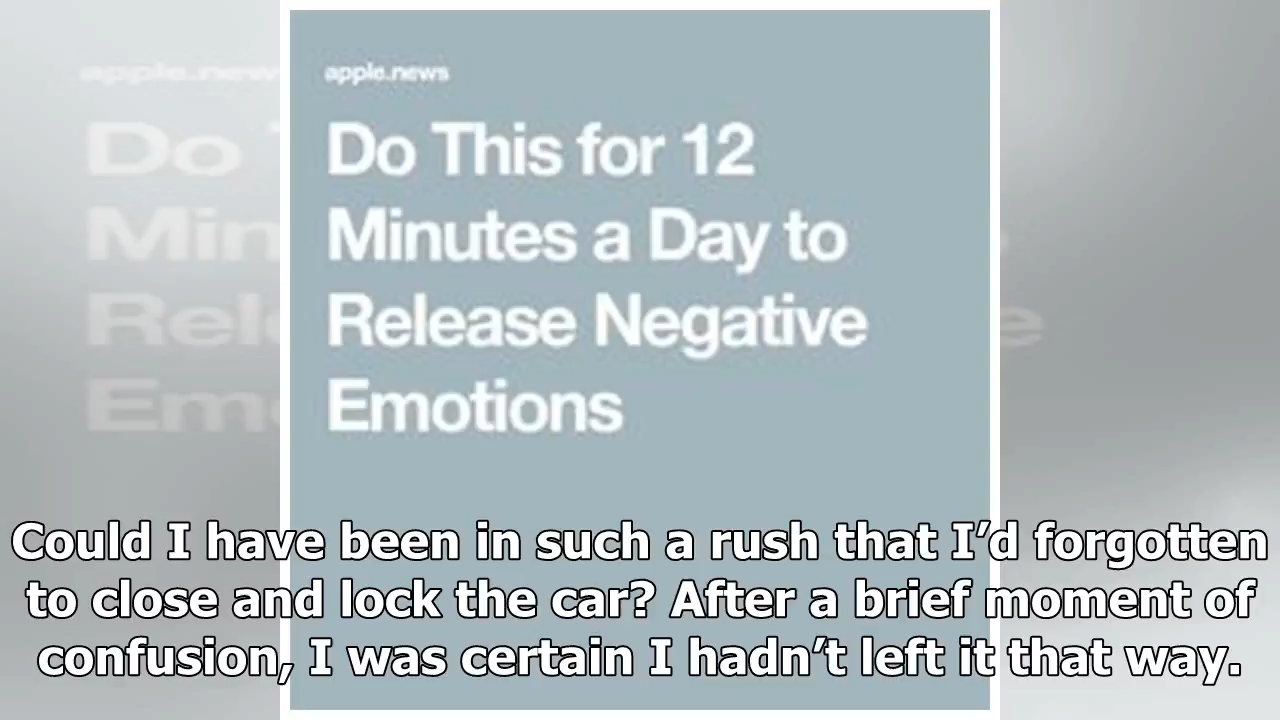 apple.news
Do This for 12
Minutes a Day to
Release Negative
Emotions
Could I have been in such a rush that I’d forgotten
to close and lock the car? After a brief moment of
confusion, I was certain I hadn’t left it that way.